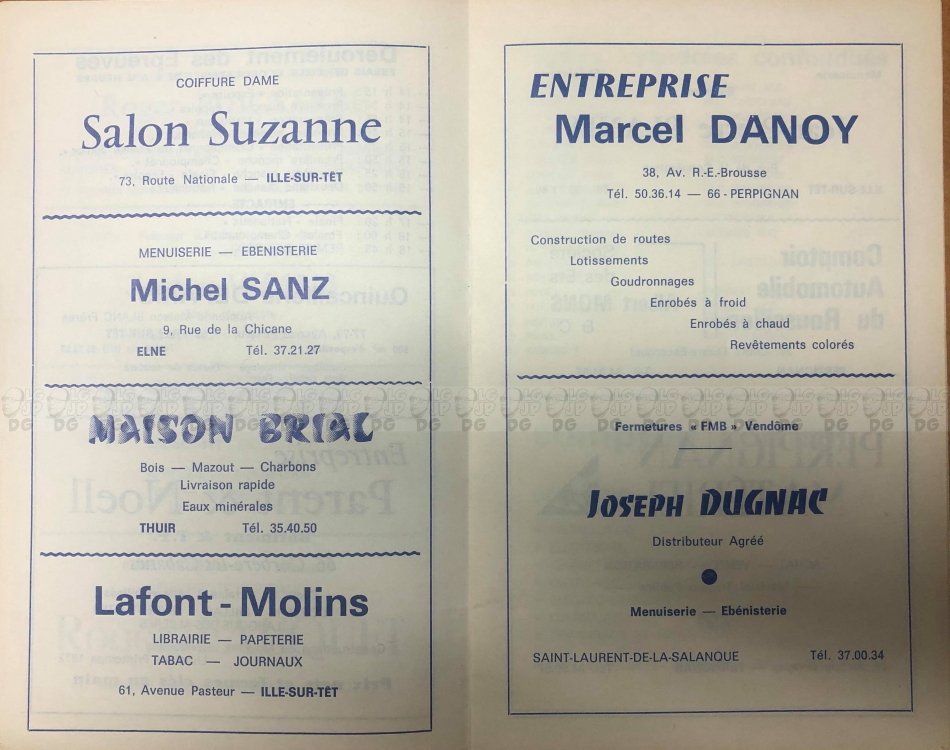 COIFFURE DAME
Salon Suzanne
73, Route Nationale — ILLE-SUR-TÊT
MENUISERIE — EBENISTERIE
Michel SANZ
9, Rue de la Chicane
ELNE Tél. 37.21.27
MAISON BRIAL
Bois — Mazout — Charbons
Livraison rapide
Eaux minérales
THUIR Tél. 35.40.50
Lafont - Molins
LIBRAIRIE — PAPETERIE
TABAC — JOURNAUX
61, Avenue Pasteur — ILLE-SUR-TÊT
ENTREPRISE
Marcel DANOY
38, Av. R.-E.-Brousse
Tél. 50.36.14 — 66 - PERPIGNAN
Construction de routes
Lotissements
Goudronnages
Enrobés à froid
Enrobés à chaud
Revêtements colorés
Fermetures « FMB » Vendôme
JOSEPH DUGNAC
Distributeur Agréé
Menuiserie — Ebénisterie
SAINT-LAURENT-DE-LA-SALANQUE Tél. 37.00.34